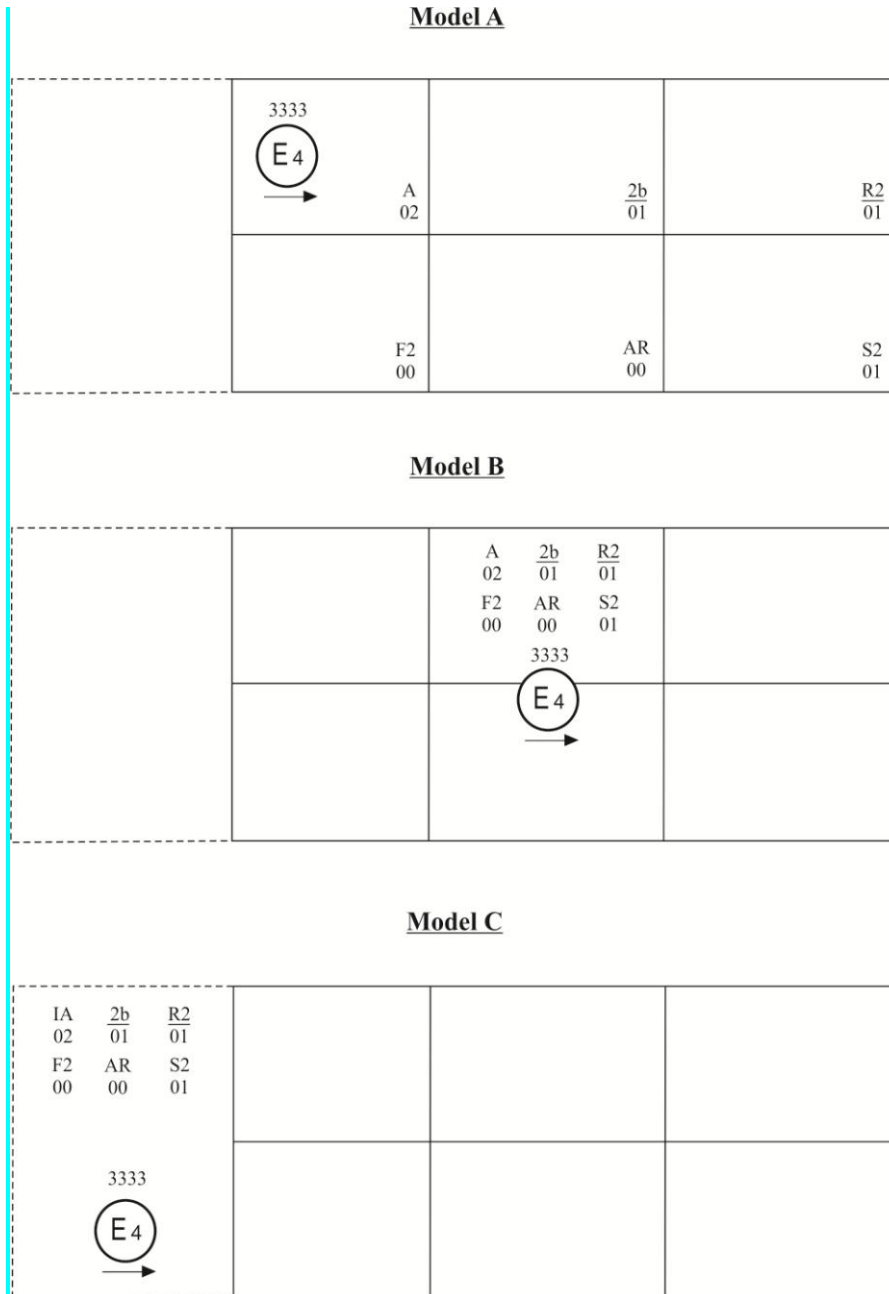 Model A
3333
E4
A 2b R2
02 01 01
F2 AR S2
00 00 01
Model B
A 2b R2
02 01 01
F2 AR S2
00 00 01
3333
E4
Model C
IA 2b R2
02 01 01
F2 AR S2
00 00 01
3333
E4